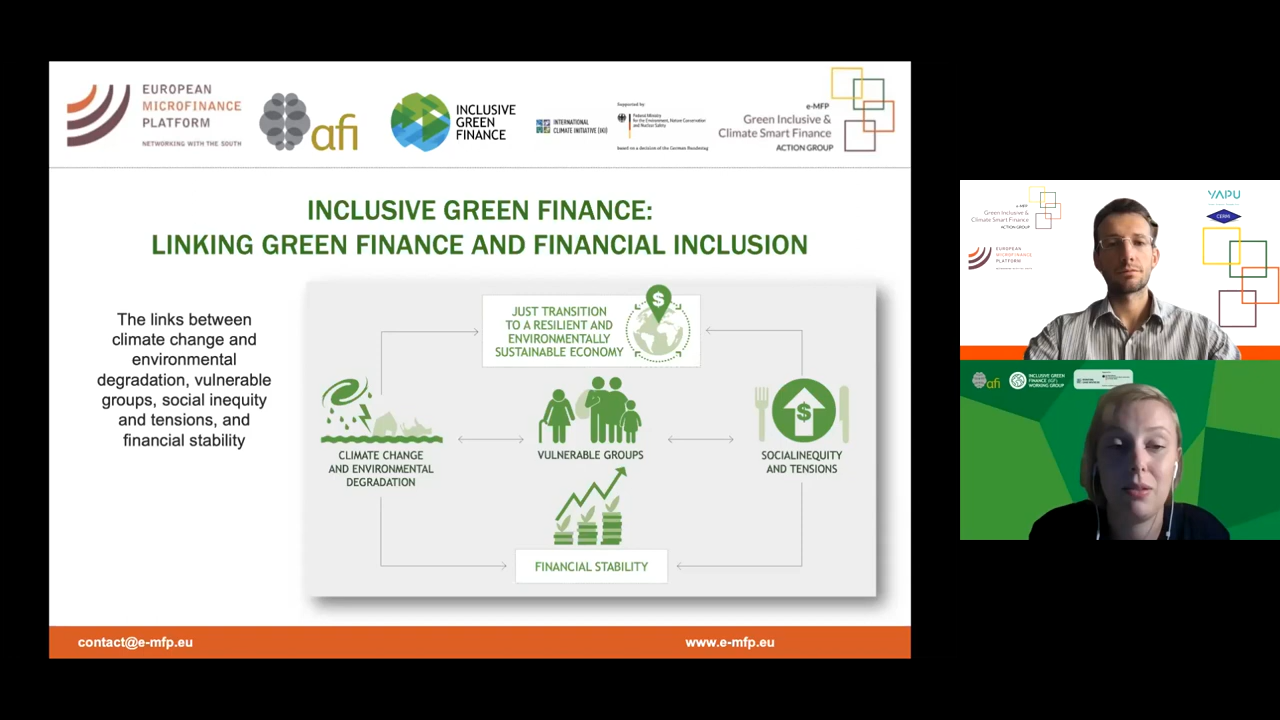 EUROPEAN
MICROFINANCE
PLATFORM
NETWORKING WITH THE SOUTH
afi
INCLUSIVE
GREEN
FINANCE
INTERNATIONAL
CLIMATE INITIATIVE (IKI)
Supported by:
Federal Ministry
for the Environment, Nature Conservation
and Nuclear Safety
based on a decision of the German Bundestag
e-MFP
Green Inclusive &
Climate Smart Finance
ACTION GROUP
INCLUSIVE GREEN FINANCE:
LINKING GREEN FINANCE AND FINANCIAL INCLUSION
The links between
climate change and
environmental
degradation, vulnerable
groups, social inequity
and tensions, and
financial stability
JUST TRANSITION
TO A RESILIENT AND
ENVIRONMENTALLY
SUSTAINABLE ECONOMY
$
CLIMATE CHANGE
AND ENVIRONMENTAL
DEGRADATION
VULNERABLE GROUPS
$
SOCIALINEQUITY
AND TENSIONS
FINANCIAL STABILITY
contact@e-mfp.eu
www.e-mfp.eu
e-MFP
Green Inclusive &
Climate Smart Finance
ACTION GROUP
EUROPEAN
MICROFINANCE
PLATFORM
YAPU
CERMi
afi
INCLUSIVE GREEN
FINANCE (IGF)
WORKING GROUP